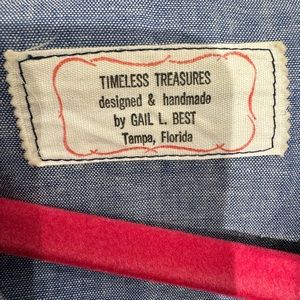 TIMELESS TREASURES
designed & handmade
by GAIL L. BEST
Tampa, Florida